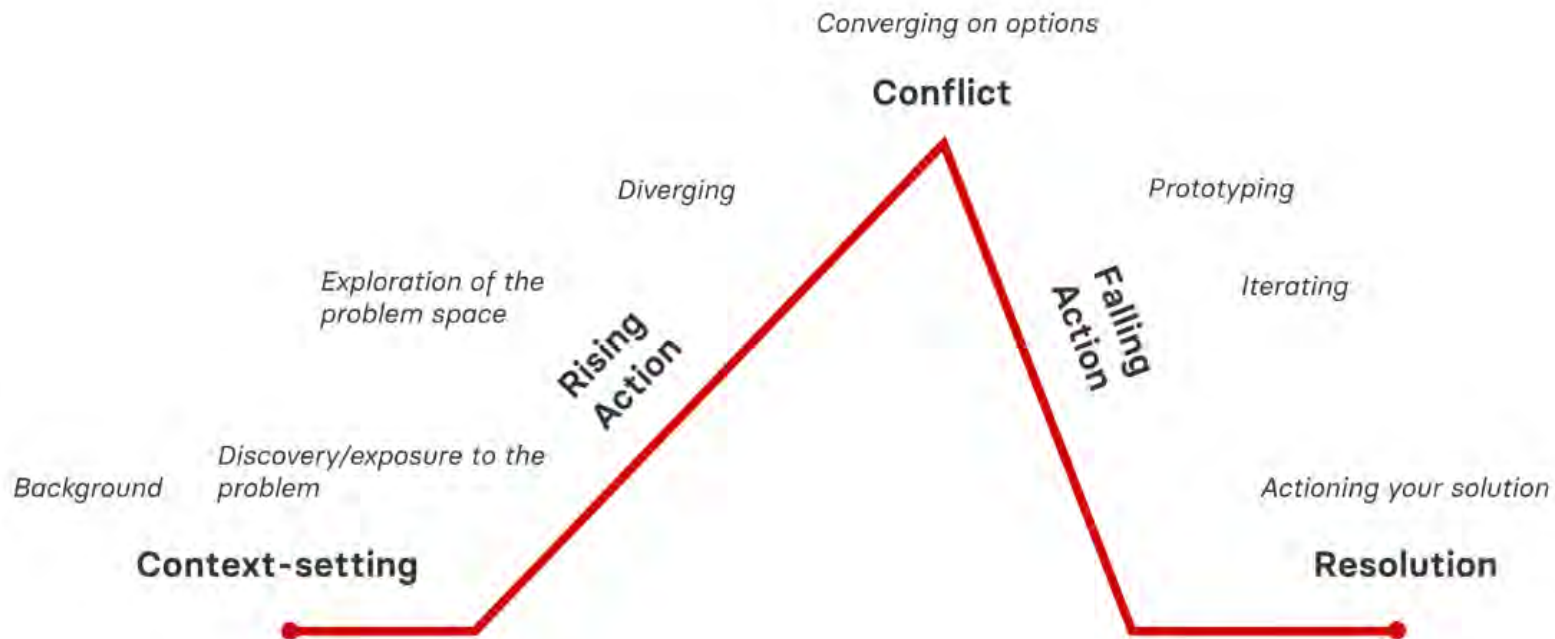 Converging on options
Conflict
Diverging
Prototyping
Exploration of the
problem space
Iterating
Rising
Action
Falling
Action
Discovery/exposure to the
problem
Background
Actioning your solution
Context-setting
Resolution